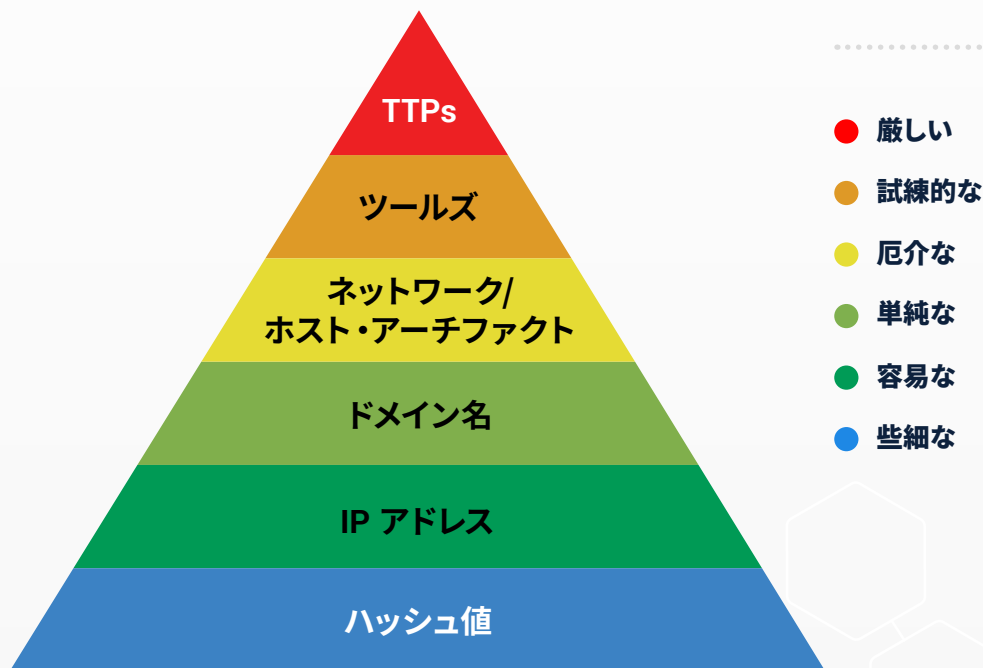 TTPs
ツールズ
ネットワーク/
ホスト・アーチファクト
ドメイン名
IP アドレス
ハッシュ値
厳しい
試練的な
厄介な
単純な
容易な
些細な